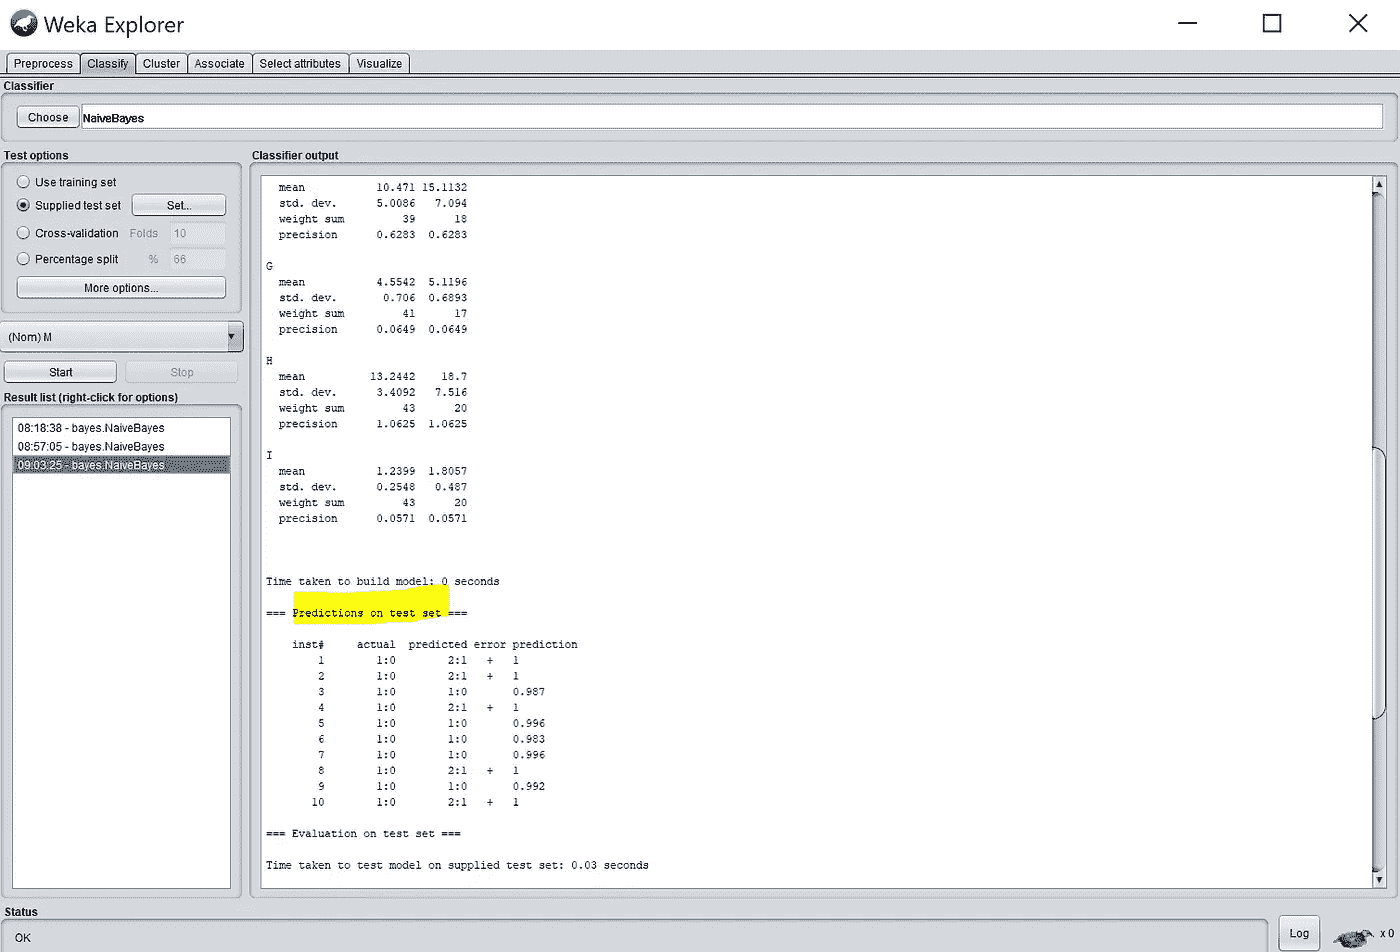 Weka Explorer
Preprocess Classify Cluster Associate Select attributes Visualize
Classifier
Choose NaiveBayes
Test options
Use training set
Supplied test set Set...
Cross-validation Folds 10
Percentage split % 66
More options...
(Nom) M
Start Stop
Result list (right-click for options)
08:18:38 - bayes.NaiveBayes
08:57:05 - bayes.NaiveBayes
09:03:25 - bayes.NaiveBayes
Classifier output
mean 10.471 15.1132
std. dev. 5.0086 7.094
weight sum 39 18
precision 0.6283 0.6283
G
mean 4.5542 5.1196
std. dev. 0.706 0.6893
weight sum 41 17
precision 0.0649 0.0649
H
mean 13.2442 18.7
std. dev. 3.4092 7.516
weight sum 43 20
precision 1.0625 1.0625
I
mean 1.2399 1.8057
std. dev. 0.2548 0.487
weight sum 43 20
precision 0.0571 0.0571
Time taken to build model: 0 seconds
=== Predictions on test set ===
inst# actual predicted error prediction
1 1:0 2:1 + 1
2 1:0 2:1 + 1
3 1:0 1:0 0.987
4 1:0 2:1 + 1
5 1:0 1:0 0.996
6 1:0 1:0 0.983
7 1:0 1:0 0.996
8 1:0 2:1 + 1
9 1:0 1:0 0.992
10 1:0 2:1 + 1
=== Evaluation on test set ===
Time taken to test model on supplied test set: 0.03 seconds
Status
OK
Log x 0